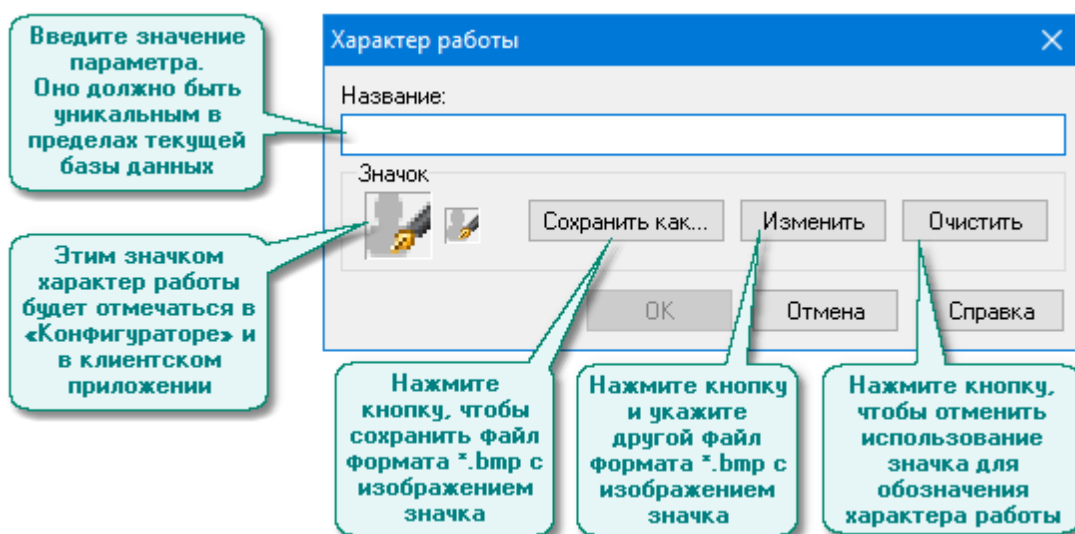 Введите значение
параметра.
Оно должно быть
уникальным в
пределах текущей
базы данных
Характер работы
Название:
Значок
Сохранить как...
Изменить
Очистить
Этим значком
характер работы
будет отмечаться в
«Конфигураторе» и
в клиентском
приложении
OK
Отмена
Справка
Нажмите
кнопку, чтобы
сохранить файл
формата *.bmp с
изображением
значка
Нажмите кнопку
и укажите
другой файл
формата *.bmp с
изображением
значка
Нажмите кнопку,
чтобы отменить
использование
значка для
обозначения
характера работы